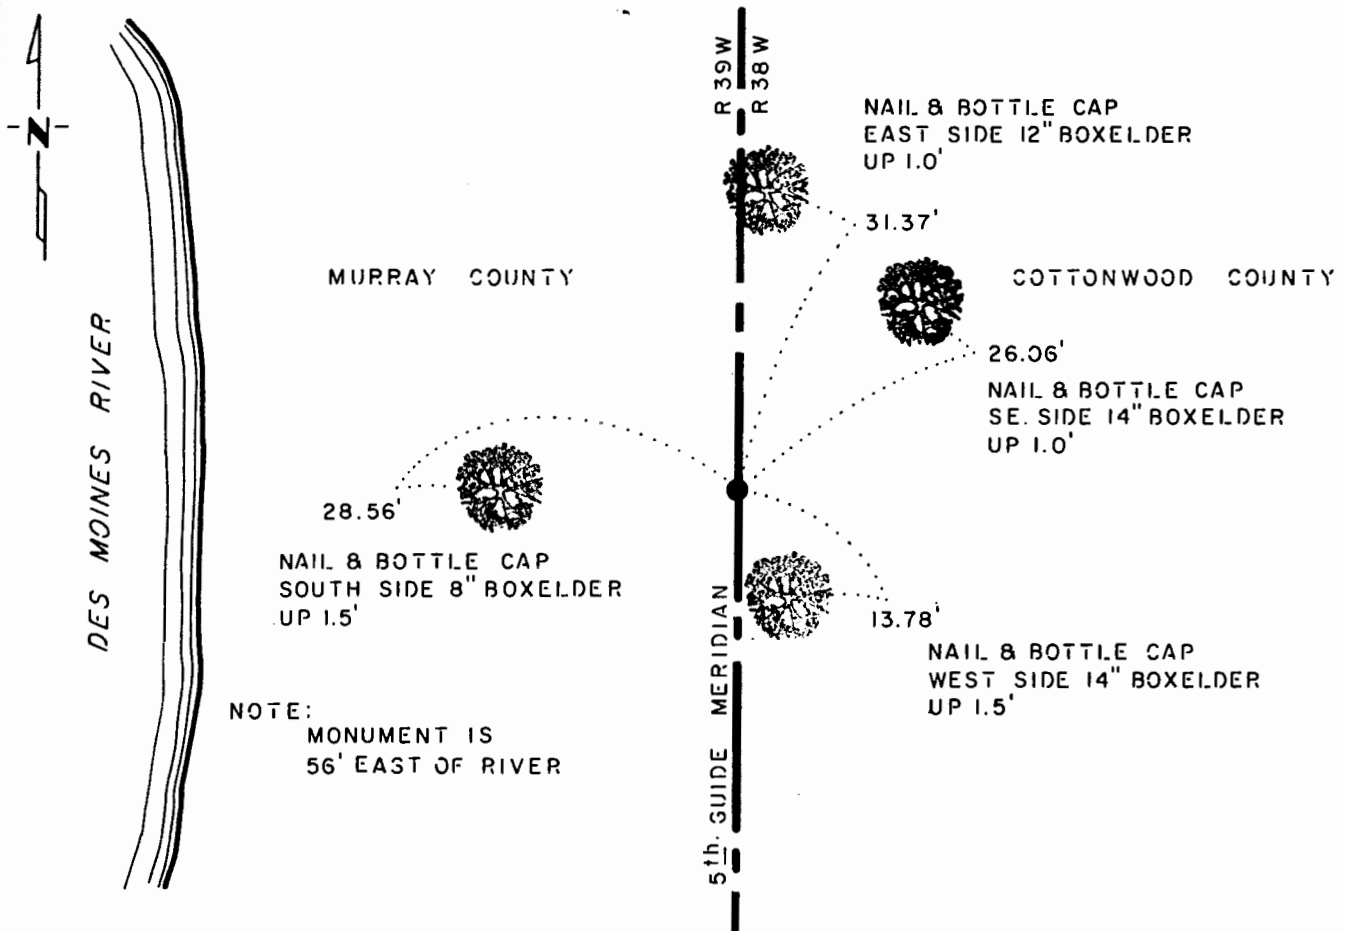 N
R 39 W
R 38 W
NAIL & BOTTLE CAP
EAST SIDE 12" BOXELDER
UP 1.0'
31.37'
MURRAY COUNTY
COTTONWOOD COUNTY
26.06'
NAIL & BOTTLE CAP
SE. SIDE 14" BOXELDER
UP 1.0'
DES MOINES RIVER
28.56'
NAIL & BOTTLE CAP
SOUTH SIDE 8" BOXELDER
UP 1.5'
13.78'
NAIL & BOTTLE CAP
WEST SIDE 14" BOXELDER
UP 1.5'
NOTE:
MONUMENT IS
56' EAST OF RIVER
5th. GUIDE MERIDIAN